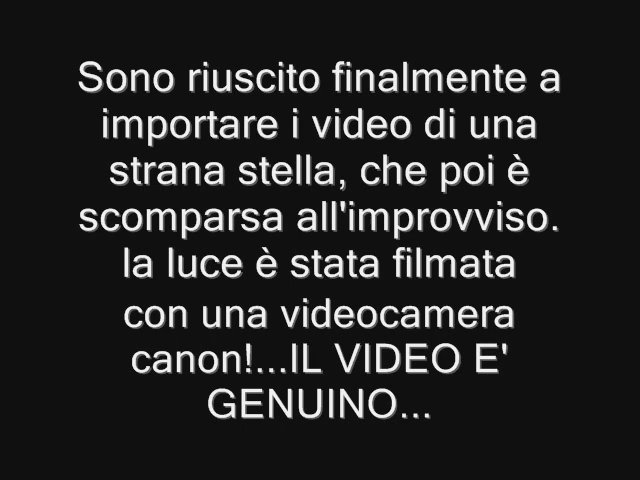 Sono riuscito finalmente a
importare i video di una
strana stella, che poi è
scomparsa all'improvviso.
la luce è stata filmata
con una videocamera
canon!...IL VIDEO E'
GENUINO...